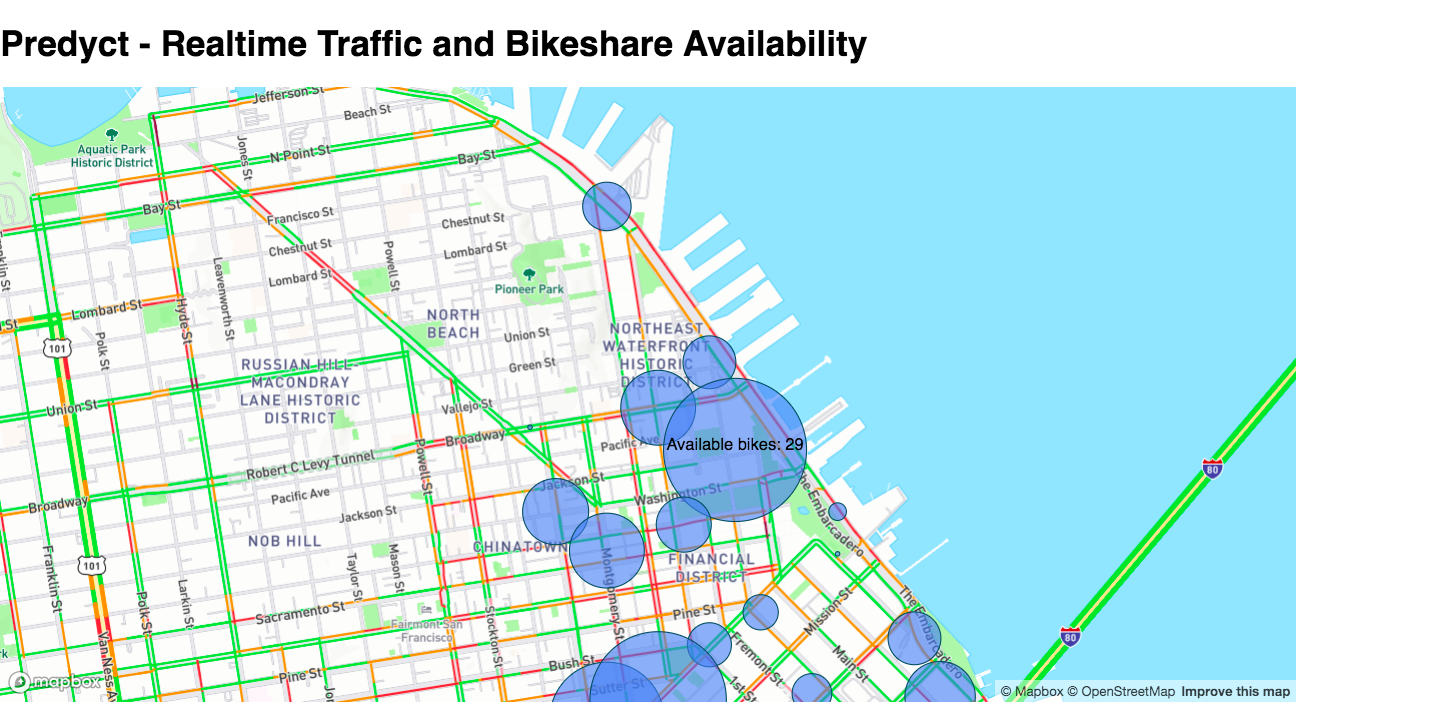 Predyct - Realtime Traffic and Bikeshare Availability
Jefferson St
Beach St
Aquatic Park
Historic District
Jones St
N Point St
Bay St
Bay St
Francisco St
Chestnut St
Chestnut St
Lombard St
Lombard St
Powell St
Leavenworth St
Pioneer Park
Lombard St
Hyde St
NORTH
BEACH
NORTHEAST
WATERFRONT
HISTORIC
DISTRICT
Union St
Green St
101
Polk St
RUSSIAN HILL-
MACONDRAY
LANE HISTORIC
DISTRICT
Union St
Vallejo St
Broadway
Pacific Ave
Available bikes: 29
Robert C Levy Tunnel
Powell St
80
Jackson St
Washington St
The Embarcadero
Pacific Ave
Broadway
Jackson St
NOB HILL
CHINATOWN
Montgomery St
FINANCIAL
DISTRICT
101
Franklin St
Polk St
Larkin St
Taylor St
Mason St
Stockton St
Sacramento St
Fairmont San
Francisco
Pine St
Mission St
The Embarcadero
80
Van Ness A
Fremont St
Main St
Bush St
Pine St
Sutter St
1st St
mapbox
© Mapbox © OpenStreetMap Improve this map